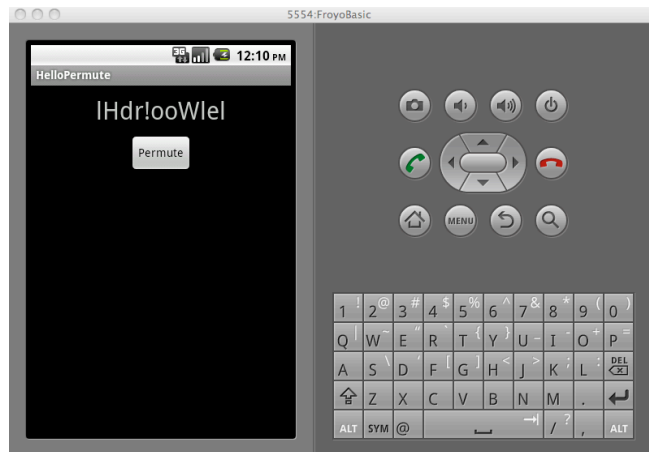 5554:FroyoBasic
3G 12:10 PM
HelloPermute
lHdr!ooWlel
Permute
MENU
1 ! 2 @ 3 # 4 $ 5 % 6 ^ 7 & 8 * 9 ( 0 )
Q | W ~ E " R ` T { Y } U _ I - O + P =
A S \ D ' F [ G ] H < J > K ; L : DEL
Z X C V B N M .
ALT SYM @ / ? , ALT